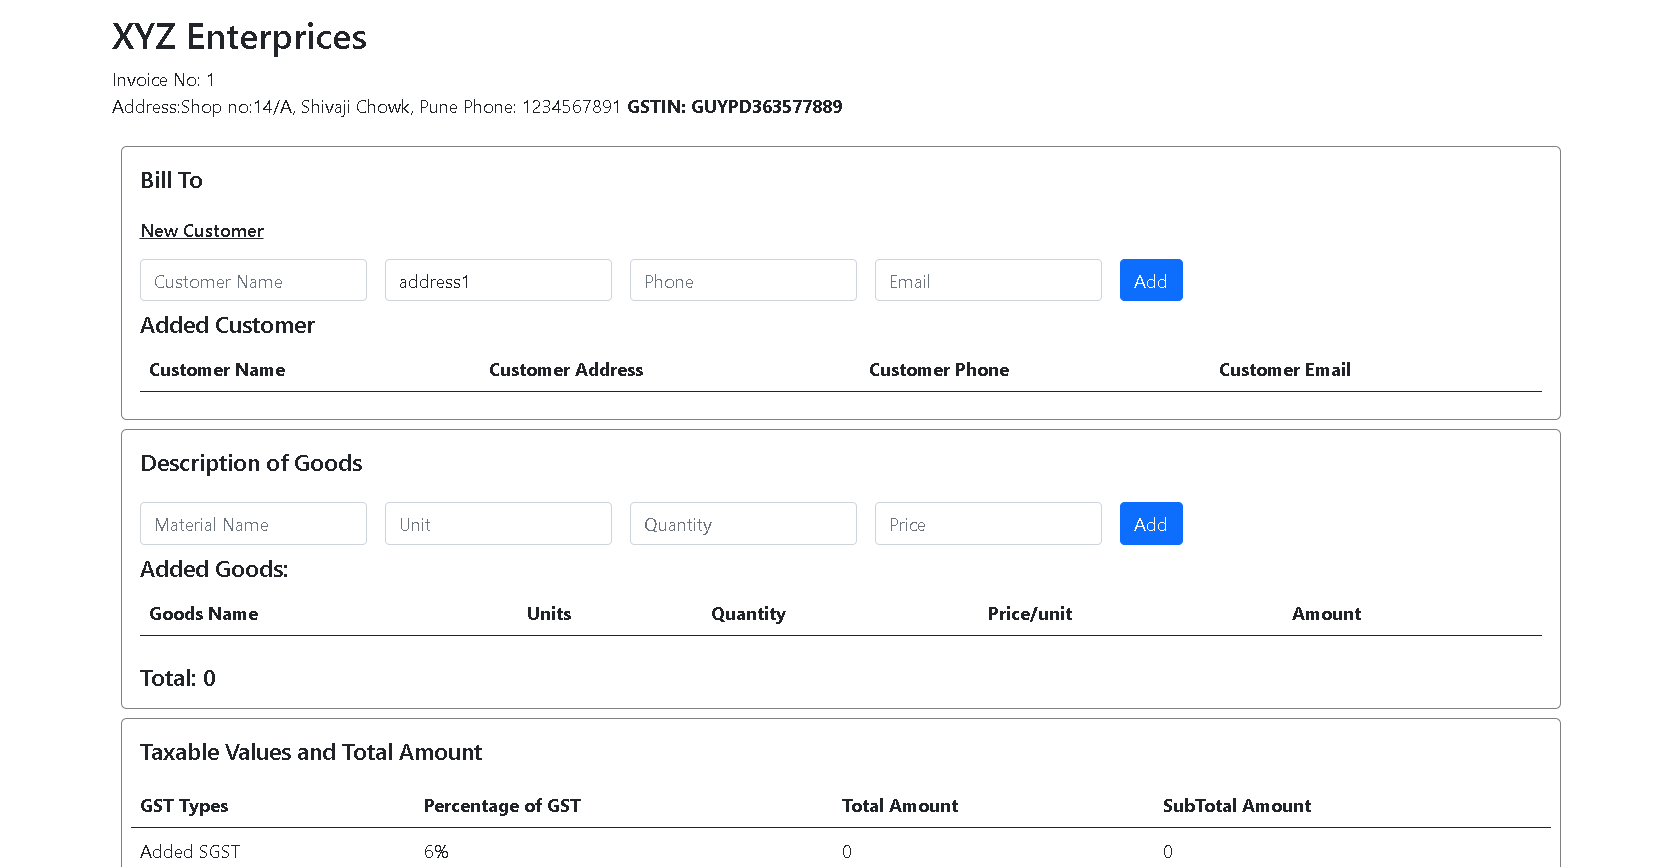 XYZ Enterprices
Invoice No: 1
Address:Shop no:14/A, Shivaji Chowk, Pune Phone: 1234567891 GSTIN: GUYPD363577889
Bill To
New Customer
Customer Name address1 Phone Email Add
Added Customer
Customer Name Customer Address Customer Phone Customer Email
Description of Goods
Material Name Unit Quantity Price Add
Added Goods:
Goods Name Units Quantity Price/unit Amount
Total: 0
Taxable Values and Total Amount
GST Types Percentage of GST Total Amount SubTotal Amount
Added SGST 6% 0 0